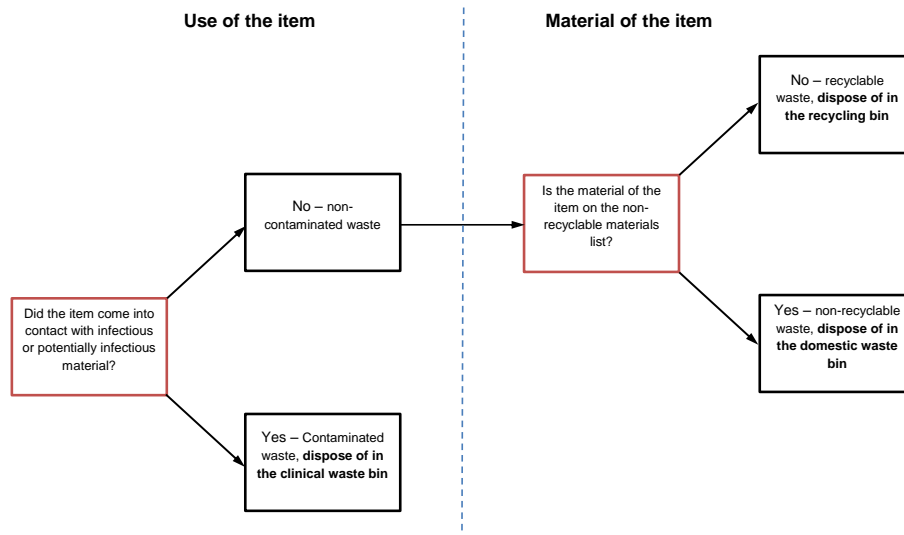 Use of the item
Material of the item
Did the item come into
contact with infectious
or potentially infectious
material?
No – non-
contaminated waste
Yes – Contaminated
waste, dispose of in
the clinical waste bin
Is the material of the
item on the non-
recyclable materials
list?
No – recyclable
waste, dispose of in
the recycling bin
Yes – non-recyclable
waste, dispose of in
the domestic waste
bin